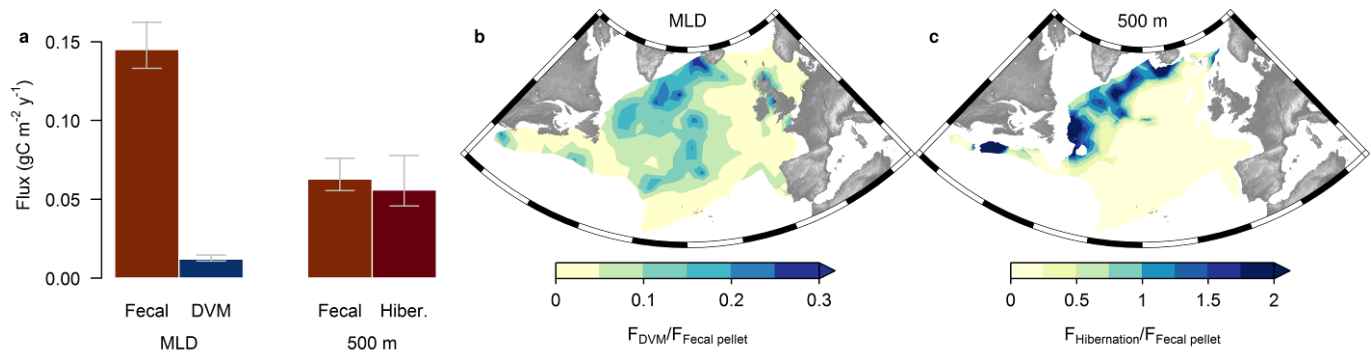 a
Flux (gC m⁻² y⁻¹)
0.15
0.10
0.05
0.00
Fecal DVM Fecal Hiber.
MLD 500 m
b
MLD
0 0.1 0.2 0.3
F_DVM/F_Fecal pellet
c
500 m
0 0.5 1 1.5 2
F_Hibernation/F_Fecal pellet